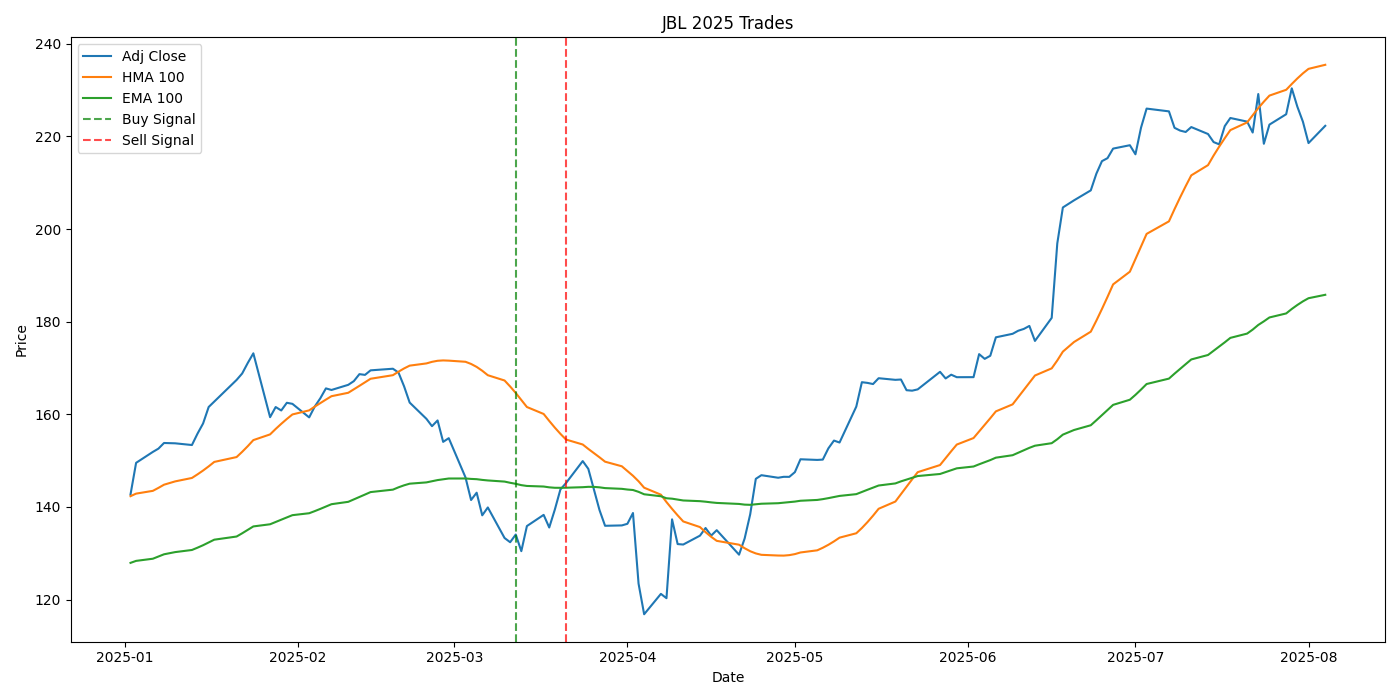 JBL 2025 Trades
Adj Close
HMA 100
EMA 100
Buy Signal
Sell Signal
Price
240
220
200
180
160
140
120
2025-01 2025-02 2025-03 2025-04 2025-05 2025-06 2025-07 2025-08
Date